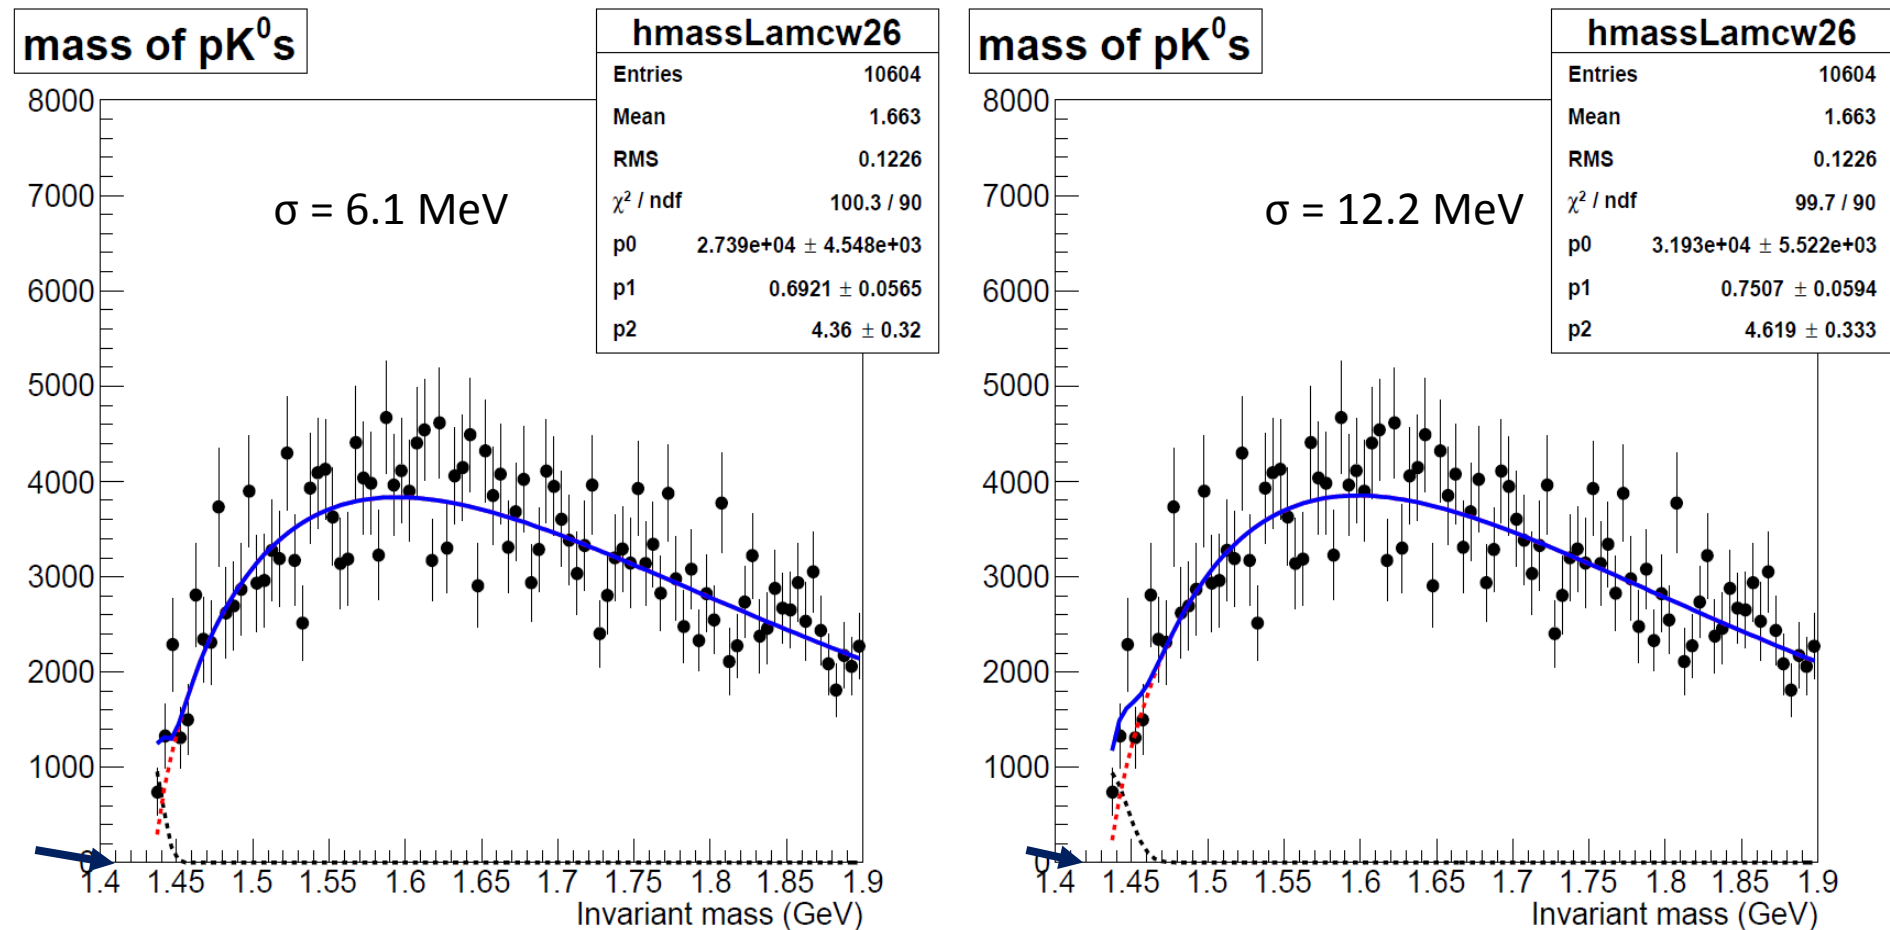 mass of pK⁰s
hmassLamcw26
Entries 10604
Mean 1.663
RMS 0.1226
χ² / ndf 100.3 / 90
p0 2.739e+04 ± 4.548e+03
p1 0.6921 ± 0.0565
p2 4.36 ± 0.32
σ = 6.1 MeV
8000
7000
6000
5000
4000
3000
2000
1000
0
1.4 1.45 1.5 1.55 1.6 1.65 1.7 1.75 1.8 1.85 1.9
Invariant mass (GeV)
mass of pK⁰s
hmassLamcw26
Entries 10604
Mean 1.663
RMS 0.1226
χ² / ndf 99.7 / 90
p0 3.193e+04 ± 5.522e+03
p1 0.7507 ± 0.0594
p2 4.619 ± 0.333
σ = 12.2 MeV
8000
7000
6000
5000
4000
3000
2000
1000
0
1.4 1.45 1.5 1.55 1.6 1.65 1.7 1.75 1.8 1.85 1.9
Invariant mass (GeV)